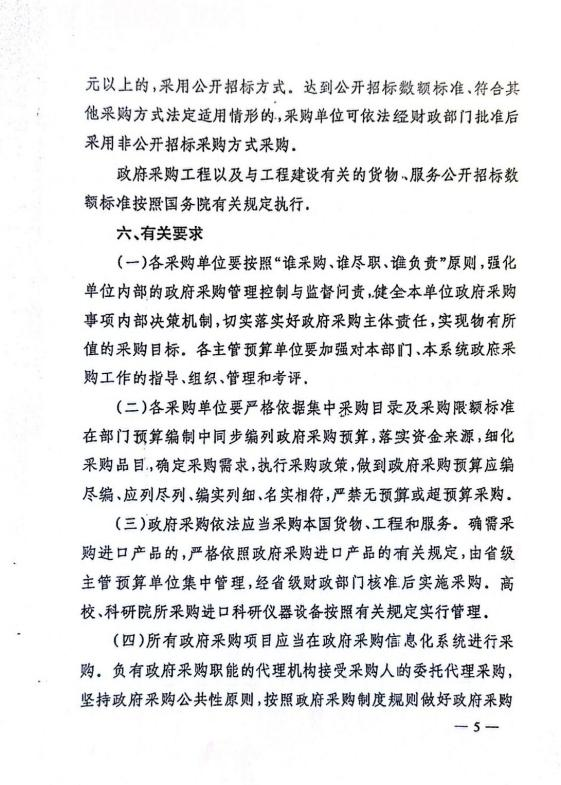 元以上的,采用公开招标方式。达到公开招标数额标准、符合其
他采购方式法定适用情形的,采购单位可依法经财政部门批准后
采用非公开招标采购方式采购。
政府采购工程以及与工程建设有关的货物、服务公开招标数
额标准按照国务院有关规定执行。
六、有关要求
(一)各采购单位要按照“谁采购、谁尽职、谁负责”原则,强化
单位内部的政府采购管理控制与监督问责,健全本单位政府采购
事项内部决策机制,切实落实好政府采购主体责任,实现物有所
值的采购目标。各主管预算单位要加强对本部门、本系统政府采
购工作的指导、组织、管理和考评。
(二)各采购单位要严格依据集中采购目录及采购限额标准
在部门预算编制中同步编列政府采购预算,落实资金来源,细化
采购品目,确定采购需求,执行采购政策,做到政府采购预算应编
尽编、应列尽列、编实列细、名实相符,严禁无预算或超预算采购。
(三)政府采购依法应当采购本国货物、工程和服务。确需采
购进口产品的,严格依照政府采购进口产品的有关规定,由省级
主管预算单位集中管理,经省级财政部门核准后实施采购。高
校、科研院所采购进口科研仪器设备按照有关规定实行管理。
(四)所有政府采购项目应当在政府采购信息化系统进行采
购。负有政府采购职能的代理机构接受采购人的委托代理采购,
坚持政府采购公共性原则,按照政府采购制度规则做好政府采购
— 5 —